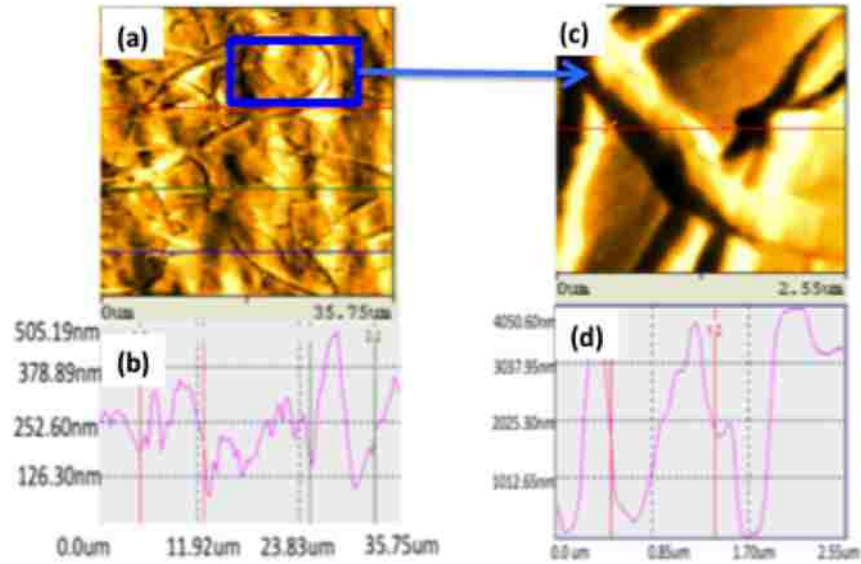 (a)
0um 35.75um
(b)
505.19nm
378.89nm
252.60nm
126.30nm
0.0um 11.92um 23.83um 35.75um
(c)
0um 2.55um
(d)
4050.60nm
3037.95nm
2025.30nm
1012.65nm
0.0 um 0.85um 1.70um 2.55um